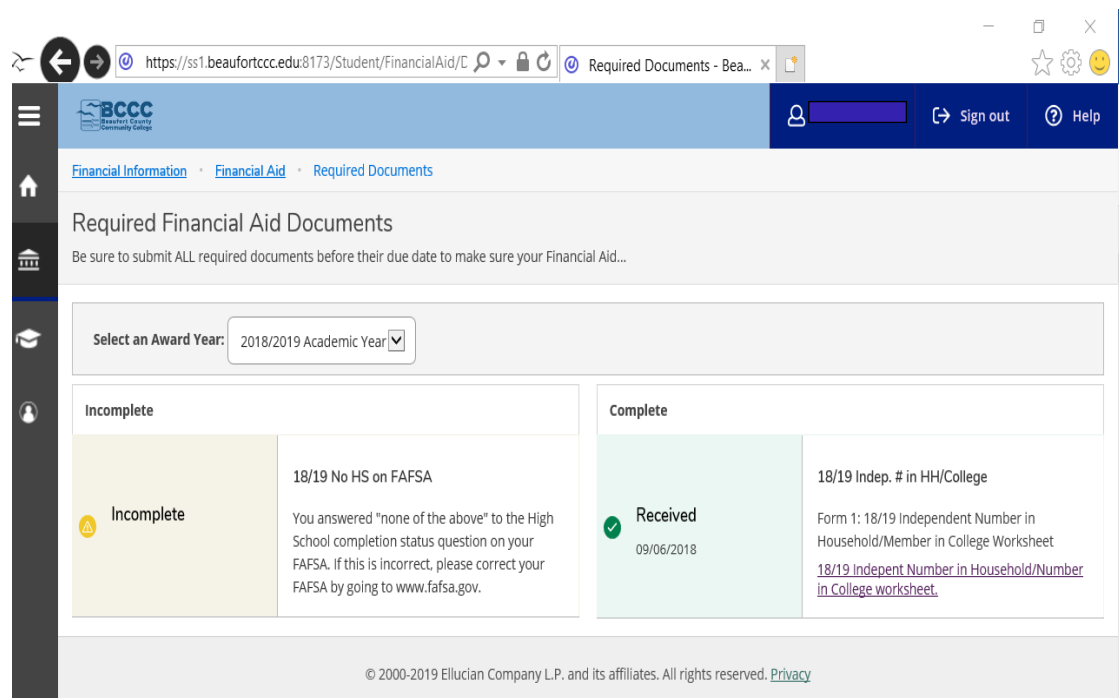 https://ss1.beaufortccc.edu:8173/Student/FinancialAid/D
Required Documents - Bea...
BCCC
Beaufort County
Community College
Sign out
Help
Financial Information • Financial Aid • Required Documents
Required Financial Aid Documents
Be sure to submit ALL required documents before their due date to make sure your Financial Aid...
Select an Award Year: 2018/2019 Academic Year
Incomplete
Incomplete
18/19 No HS on FAFSA
You answered "none of the above" to the High
School completion status question on your
FAFSA. If this is incorrect, please correct your
FAFSA by going to www.fafsa.gov.
Complete
Received
09/06/2018
18/19 Indep. # in HH/College
Form 1: 18/19 Independent Number in
Household/Member in College Worksheet
18/19 Indepent Number in Household/Number
in College worksheet.
© 2000-2019 Ellucian Company L.P. and its affiliates. All rights reserved. Privacy